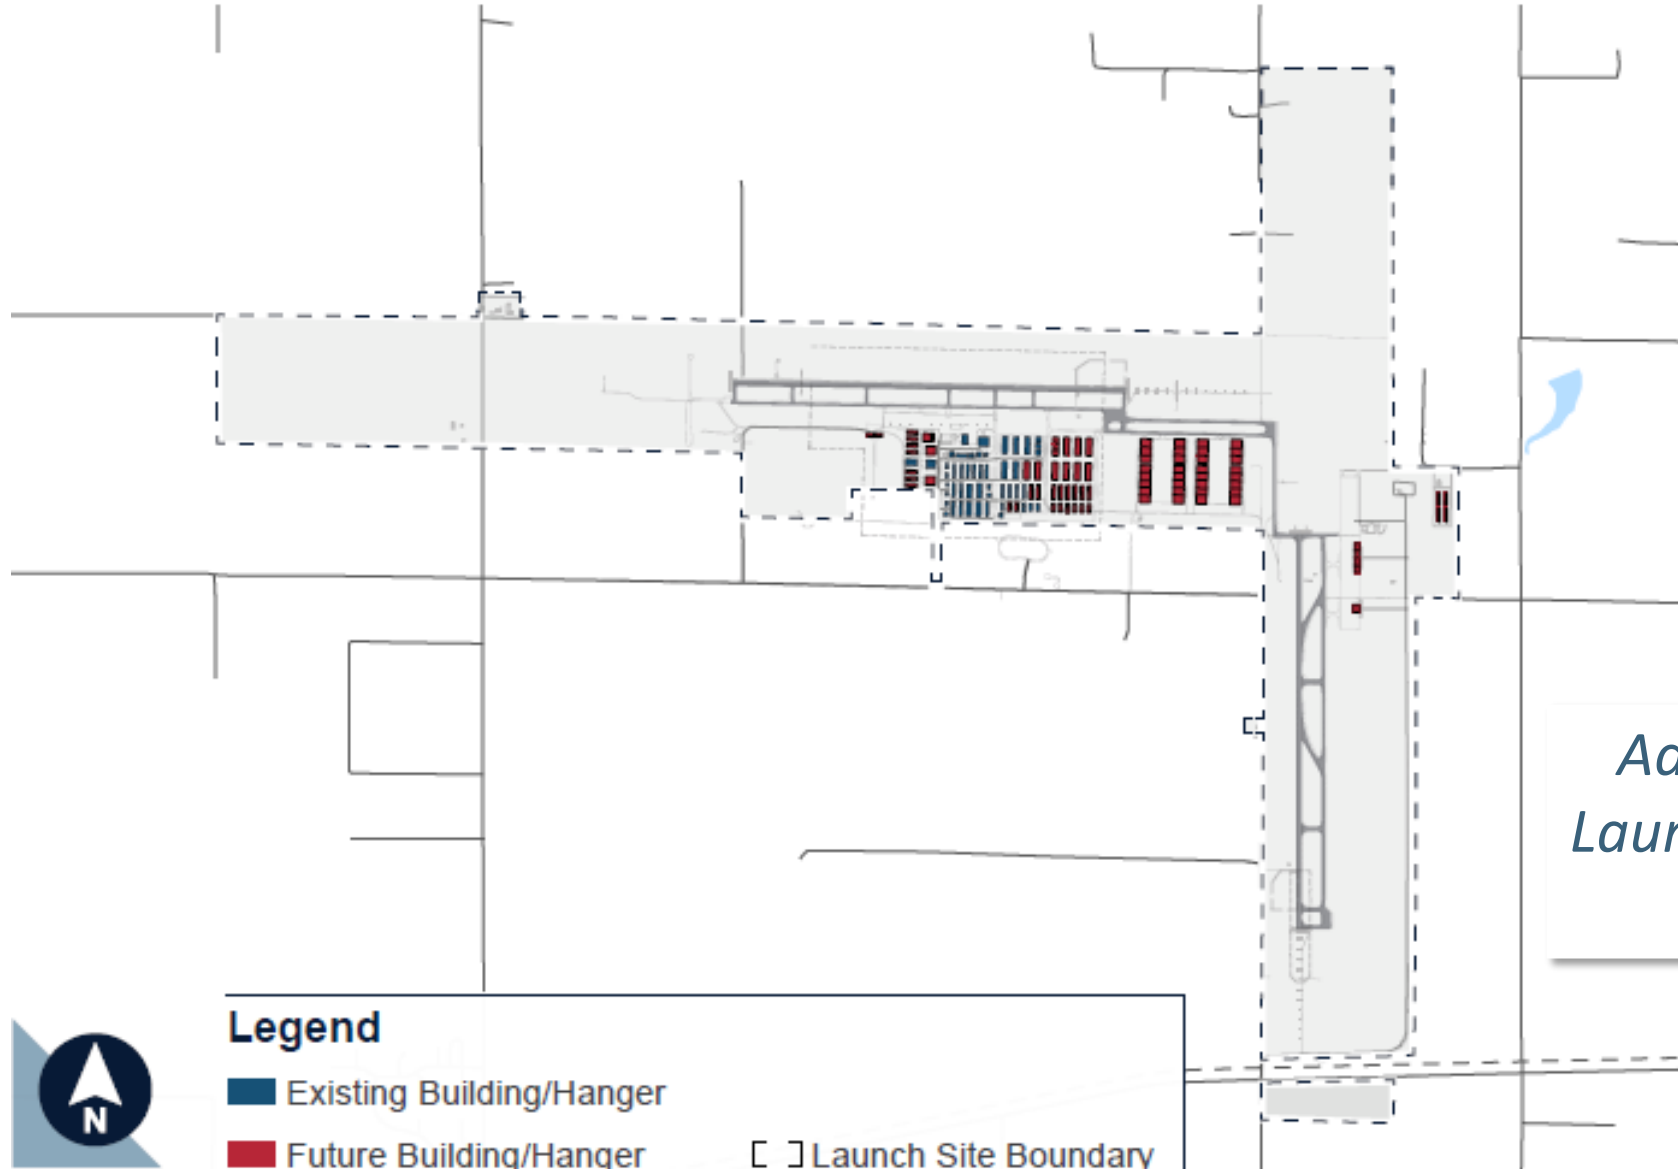 Legend
N
Existing Building/Hanger
Future Building/Hanger
Launch Site Boundary